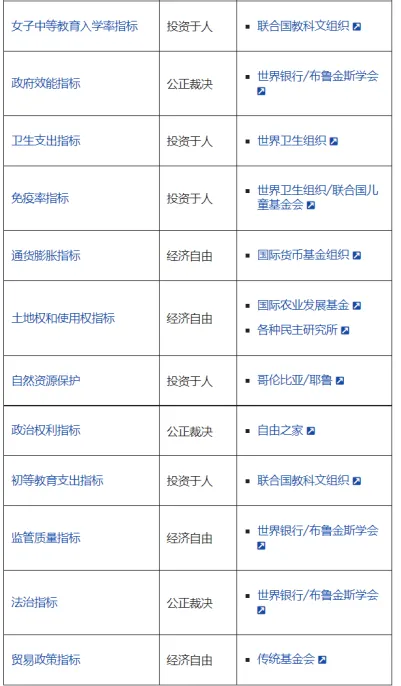 女子中等教育入学率指标 投资于人 ▪ 联合国教科文组织
政府效能指标 公正裁决 ▪ 世界银行/布鲁金斯学会
卫生支出指标 投资于人 ▪ 世界卫生组织
免疫率指标 投资于人 ▪ 世界卫生组织/联合国儿
童基金会
通货膨胀指标 经济自由 ▪ 国际货币基金组织
土地权和使用权指标 经济自由 ▪ 国际农业发展基金
▪ 各种民主研究所
自然资源保护 投资于人 ▪ 哥伦比亚/耶鲁
政治权利指标 公正裁决 ▪ 自由之家
初等教育支出指标 投资于人 ▪ 联合国教科文组织
监管质量指标 经济自由 ▪ 世界银行/布鲁金斯学会
法治指标 公正裁决 ▪ 世界银行/布鲁金斯学会
贸易政策指标 经济自由 ▪ 传统基金会